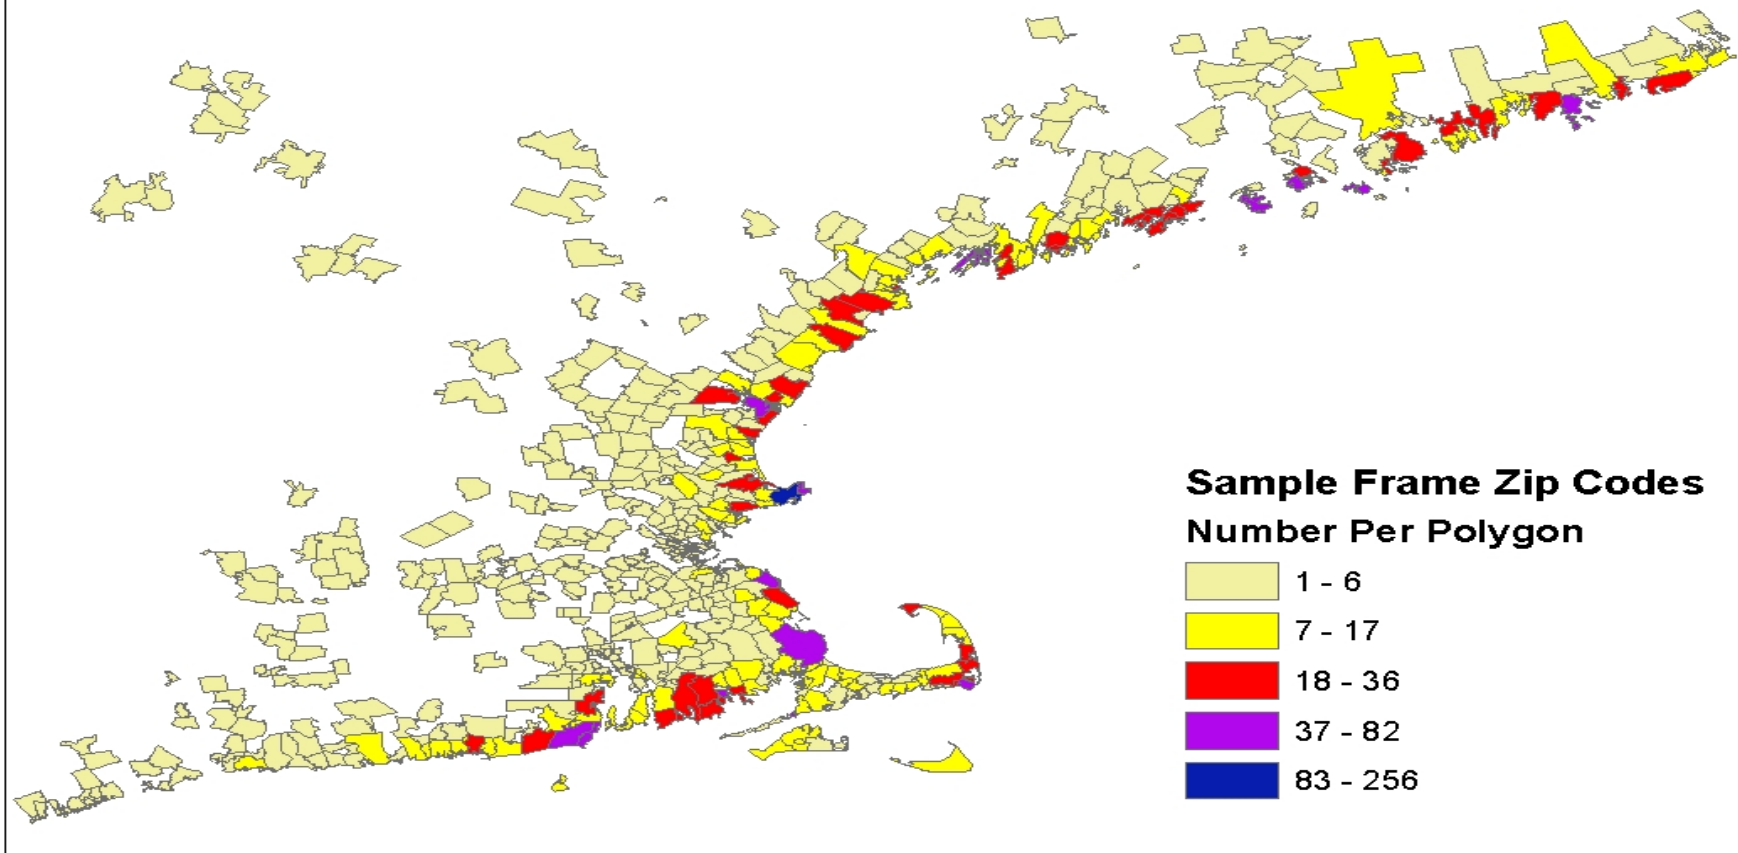 Sample Frame Zip Codes
Number Per Polygon
1 - 6
7 - 17
18 - 36
37 - 82
83 - 256